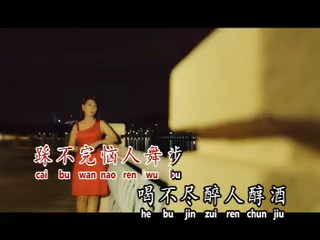 踩不完恼人舞步
cai bu wan nao ren wu bu
喝不尽醉人醇酒
he bu jin zui ren chun jiu